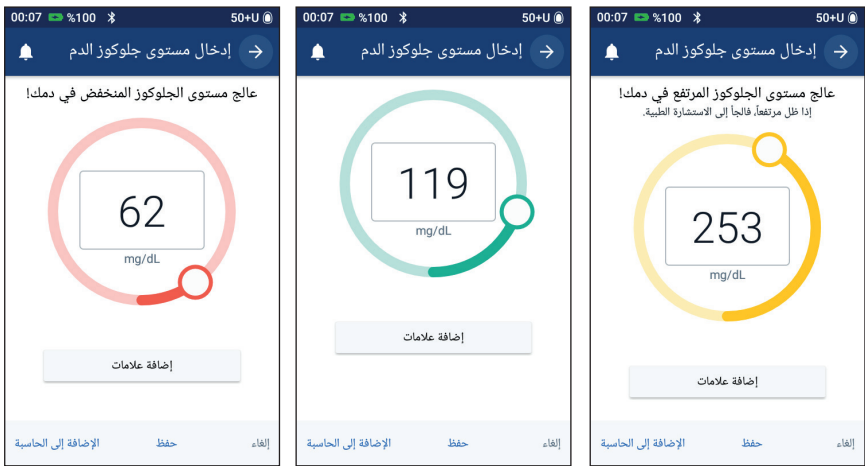 00:07 %100 50+U
إدخال مستوى جلوكوز الدم
عالج مستوى الجلوكوز المنخفض في دمك!
62
mg/dL
إضافة علامات
إلغاء حفظ الإضافة إلى الحاسبة
00:07 %100 50+U
إدخال مستوى جلوكوز الدم
119
mg/dL
إضافة علامات
إلغاء حفظ الإضافة إلى الحاسبة
00:07 %100 50+U
إدخال مستوى جلوكوز الدم
عالج مستوى الجلوكوز المرتفع في دمك!
إذا ظل مرتفعاً، فالجأ إلى الاستشارة الطبية.
253
mg/dL
إضافة علامات
إلغاء حفظ الإضافة إلى الحاسبة